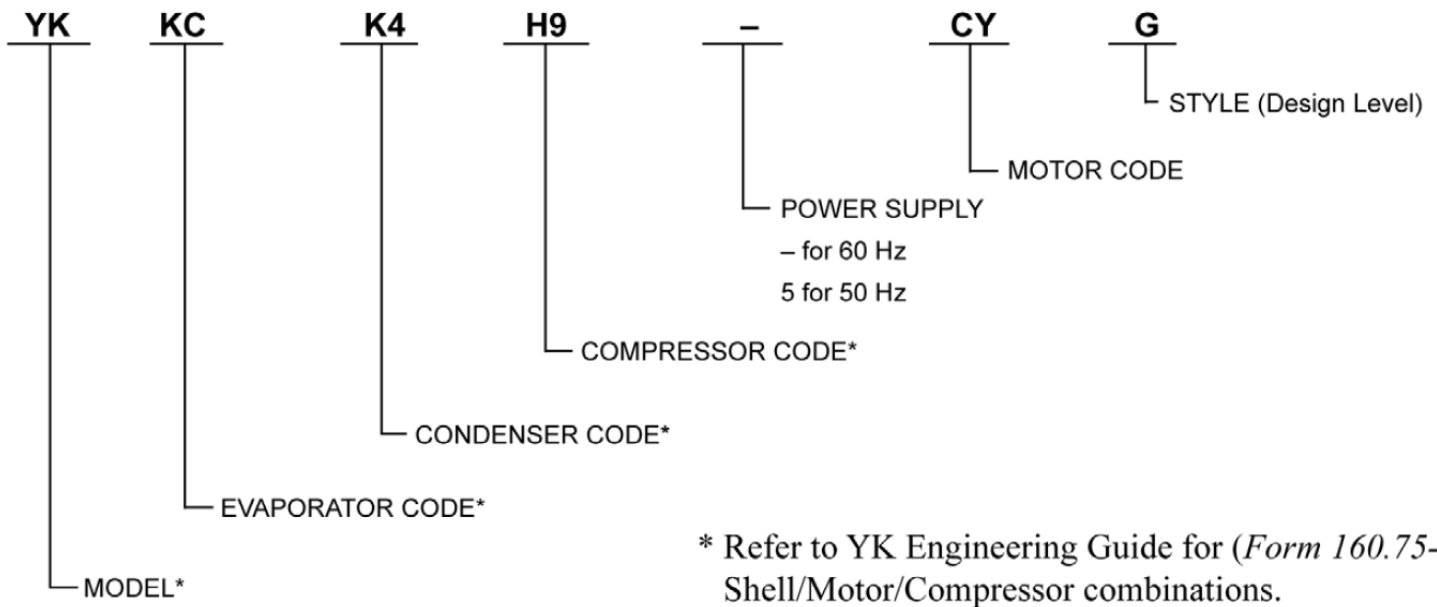 YK KC K4 H9 – CY G
STYLE (Design Level)
MOTOR CODE
POWER SUPPLY
– for 60 Hz
5 for 50 Hz
COMPRESSOR CODE*
CONDENSER CODE*
EVAPORATOR CODE*
MODEL*
* Refer to YK Engineering Guide for (Form 160.75-
Shell/Motor/Compressor combinations.